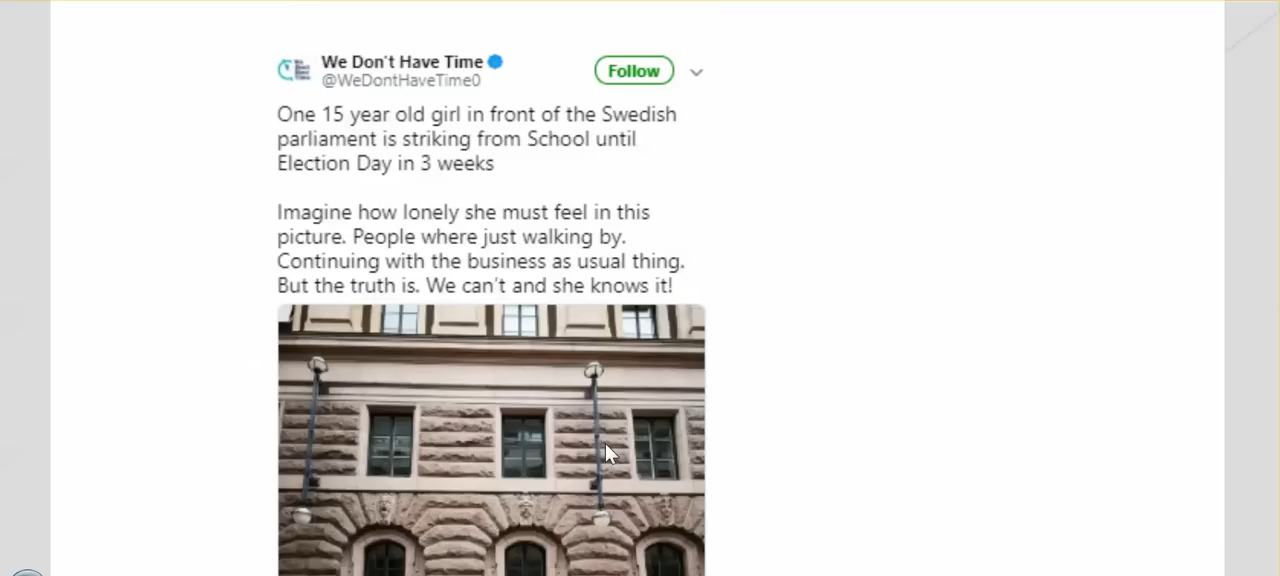 We Don't Have Time
@WeDontHaveTime0
Follow
One 15 year old girl in front of the Swedish
parliament is striking from School until
Election Day in 3 weeks
Imagine how lonely she must feel in this
picture. People where just walking by.
Continuing with the business as usual thing.
But the truth is. We can't and she knows it!